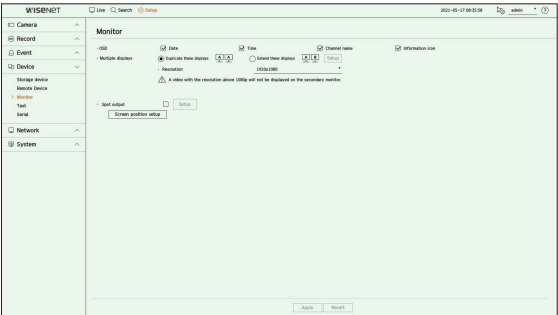 WISENET
Live Search Setup 2021-05-17 08:35:50 admin
Camera
Record
Event
Device
Storage device
Remote Device
Monitor
Text
Serial
Network
System
Monitor
OSD Date Time Channel name Information icon
Multiple displays Duplicate these displays A A Extend these displays A B Setup
Resolution 1920x1080
A video with the resolution above 1080p will not be displayed on the secondary monitor.
Spot output Setup
Screen position setup
Apply Revert